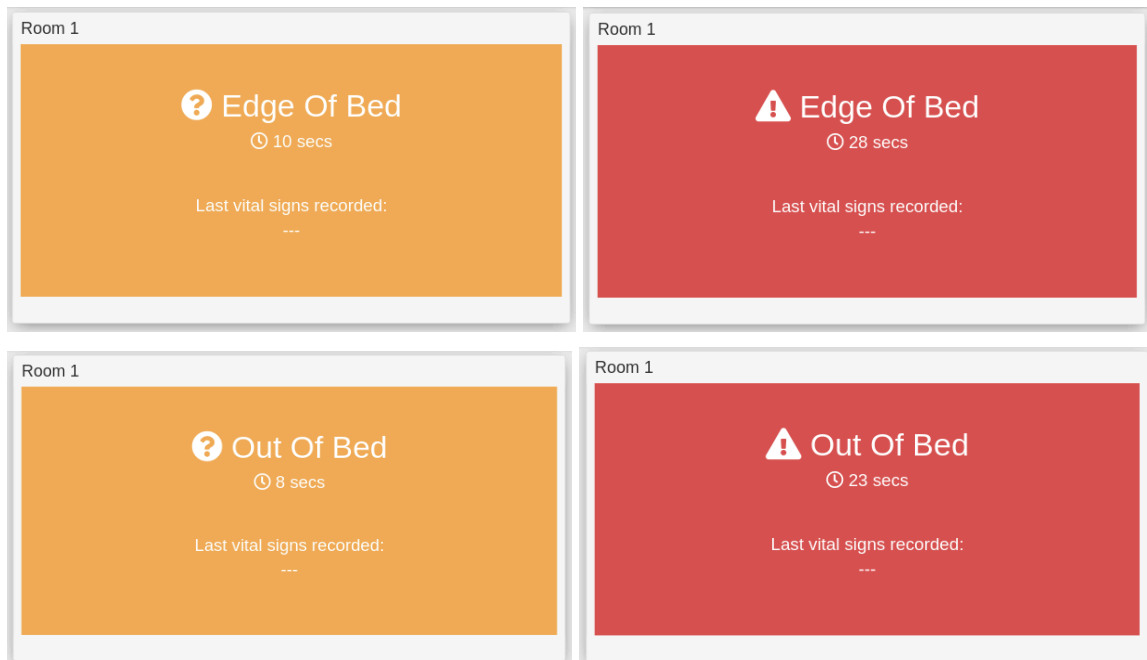 Room 1
Edge Of Bed
10 secs
Last vital signs recorded:
---
Room 1
Edge Of Bed
28 secs
Last vital signs recorded:
---
Room 1
Out Of Bed
8 secs
Last vital signs recorded:
---
Room 1
Out Of Bed
23 secs
Last vital signs recorded:
---